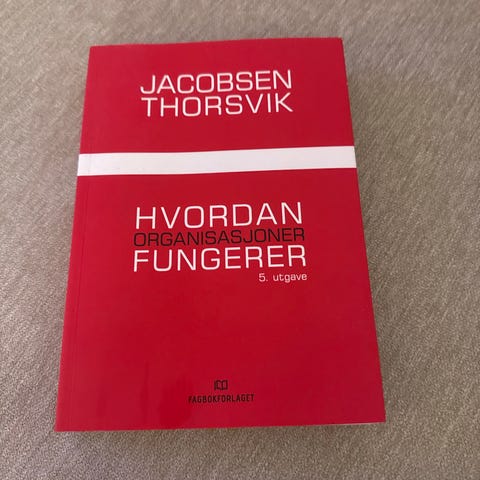 JACOBSEN
THORSVIK
HVORDAN
ORGANISASJONER
FUNGERER
5. utgave
FAGBOKFORLAGET